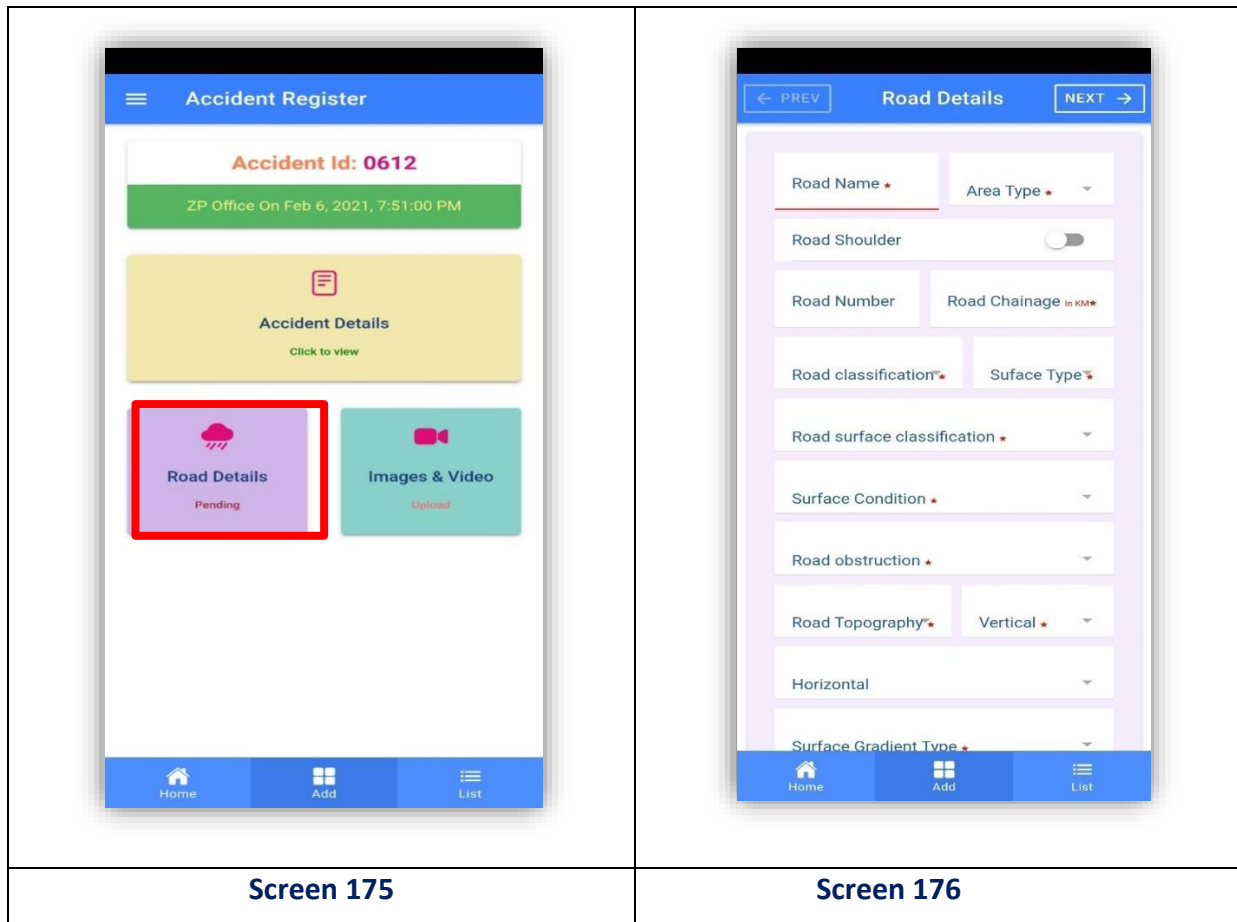 Accident Register
Accident Id: 0612
ZP Office On Feb 6, 2021, 7:51:00 PM
Accident Details
Click to view
Road Details
Pending
Images & Video
Upload
Home
Add
List
Screen 175
← PREV
Road Details
NEXT →
Road Name *
Area Type *
Road Shoulder
Road Number
Road Chainage In KM*
Road classification *
Suface Type *
Road surface classification *
Surface Condition *
Road obstruction *
Road Topography *
Vertical *
Horizontal
Surface Gradient Type *
Home
Add
List
Screen 176